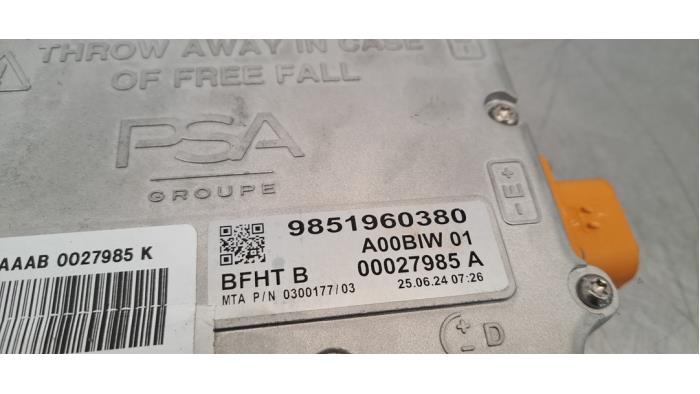 THROW AWAY IN CASE
OF FREE FALL
PSA
GROUPE
+ E -
9851960380
A00BIW 01
BFHT B
00027985 A
MTA P/N 0300177/03
25.06.24 07:26
AAAB 0027985 K
+ - D